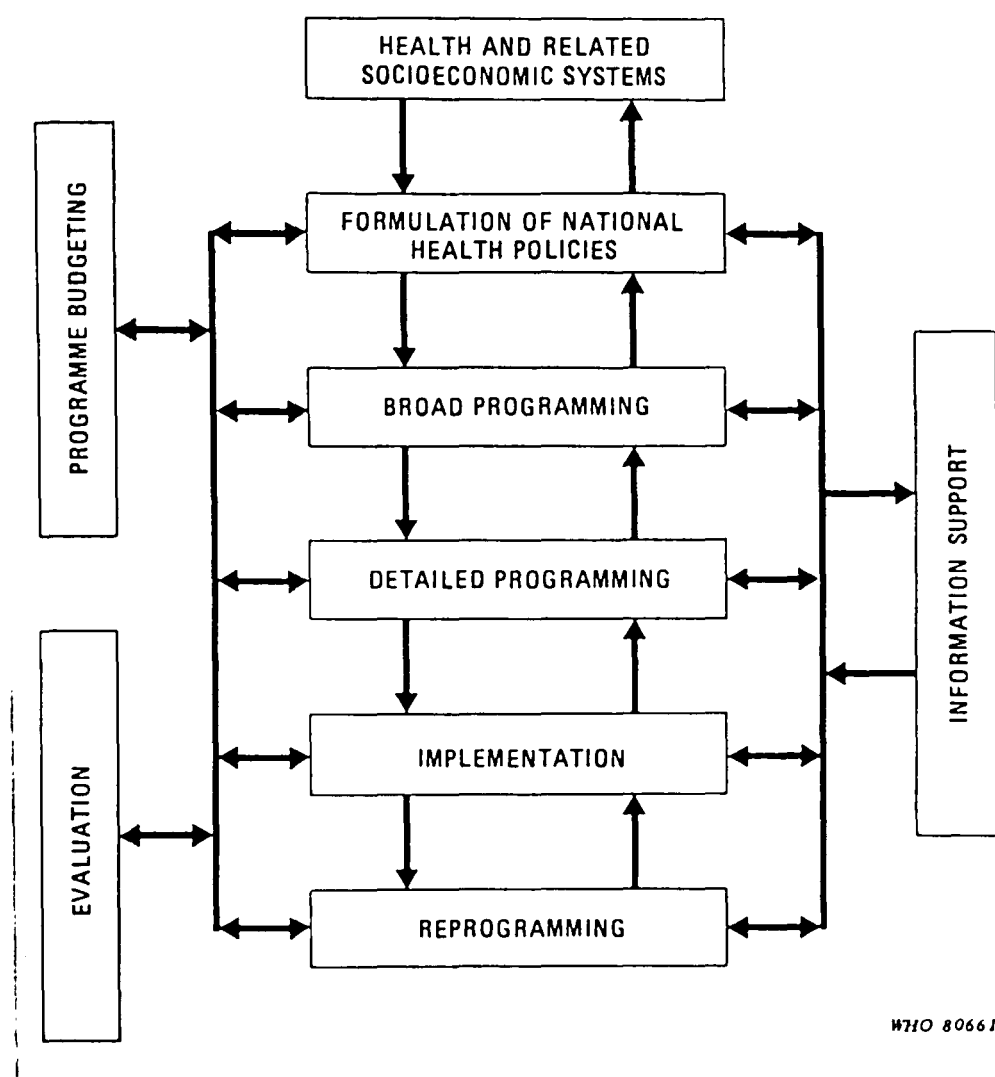 HEALTH AND RELATED
SOCIOECONOMIC SYSTEMS
PROGRAMME BUDGETING
FORMULATION OF NATIONAL
HEALTH POLICIES
BROAD PROGRAMMING
INFORMATION SUPPORT
DETAILED PROGRAMMING
EVALUATION
IMPLEMENTATION
REPROGRAMMING
WHO 80661